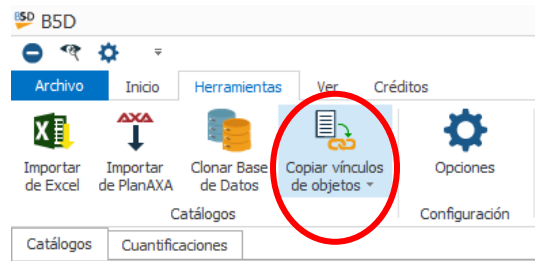 BSD B5D
Archivo Inicio Herramientas Ver Créditos
AXA
Importar de Excel
Importar de PlanAXA
Clonar Base de Datos
Copiar vínculos de objetos
Opciones
Catálogos Configuración
Catálogos Cuantificaciones